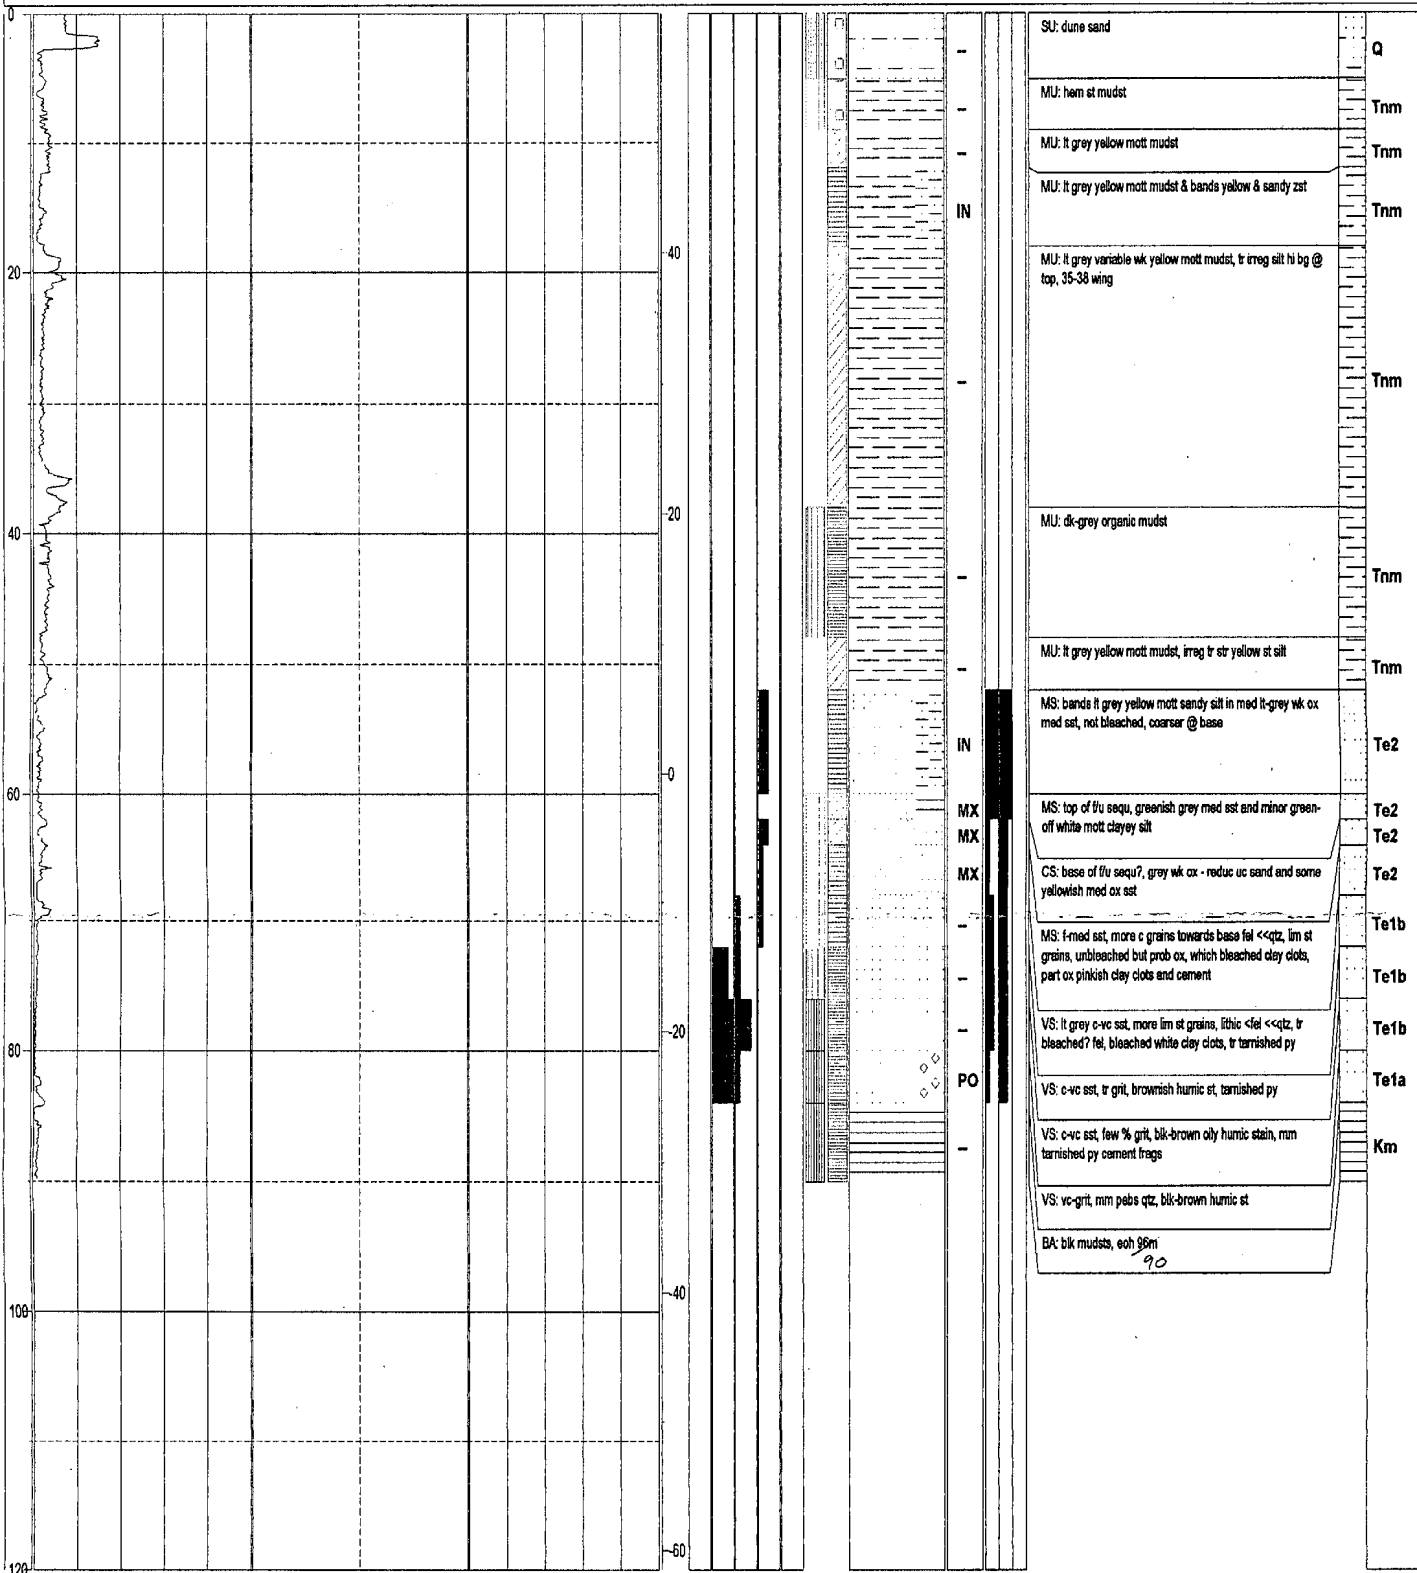 0
20
40
60
80
100
120
40
20
0
-20
-40
-60
-
-
-
IN
-
-
-
IN
MX
MX
MX
-
-
-
PO
-
SU: dune sand
MU: hem st mudst
MU: lt grey yellow mott mudst
MU: lt grey yellow mott mudst & bands yellow & sandy zst
MU: lt grey variable wk yellow mott mudst, tr irreg silt hi bg @
top, 35-38 wing
MU: dk-grey organic mudst
MU: lt grey yellow mott mudst, irreg tr str yellow st silt
MS: bands lt grey yellow mott sandy silt in med lt-grey wk ox
med sst, not bleached, coarser @ base
MS: top of f/u sequ, greenish grey med sst and minor green-
off white mott clayey silt
CS: base of f/u sequ?, grey wk ox - reduc uc sand and some
yellowish med ox sst
MS: f-med sst, more c grains towards base fel <<qtz, lim st
grains, unbleached but prob ox, which bleached clay clots,
part ox pinkish clay clots and cement
VS: lt grey c-vc sst, more lim st grains, lithic <fel <<qtz, tr
bleached? fel, bleached white clay clots, tr tarnished py
VS: c-vc sst, tr grit, brownish humic st, tarnished py
VS: c-vc sst, few % grit, blk-brown oily humic stain, mm
tarnished py cement frags
VS: vc-grit, mm pebs qtz, blk-brown humic st
BA: blk mudsts, eoh 96m
90
Q
Tnm
Tnm
Tnm
Tnm
Tnm
Tnm
Te2
Te2
Te2
Te2
Te1b
Te1b
Te1b
Te1a
Km